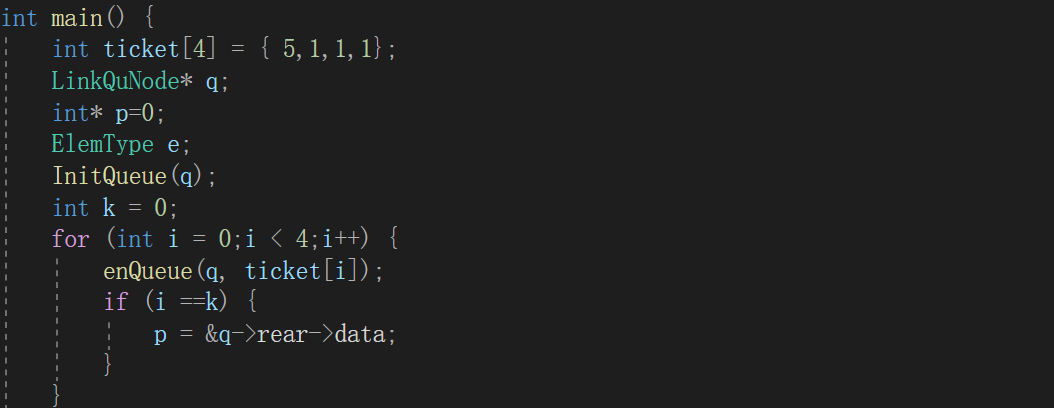 int main() {
    int ticket[4] = { 5,1,1,1};
    LinkQuNode* q;
    int* p=0;
    ElemType e;
    InitQueue(q);
    int k = 0;
    for (int i = 0;i < 4;i++) {
        enQueue(q, ticket[i]);
        if (i ==k) {
            p = &q->rear->data;
        }
    }